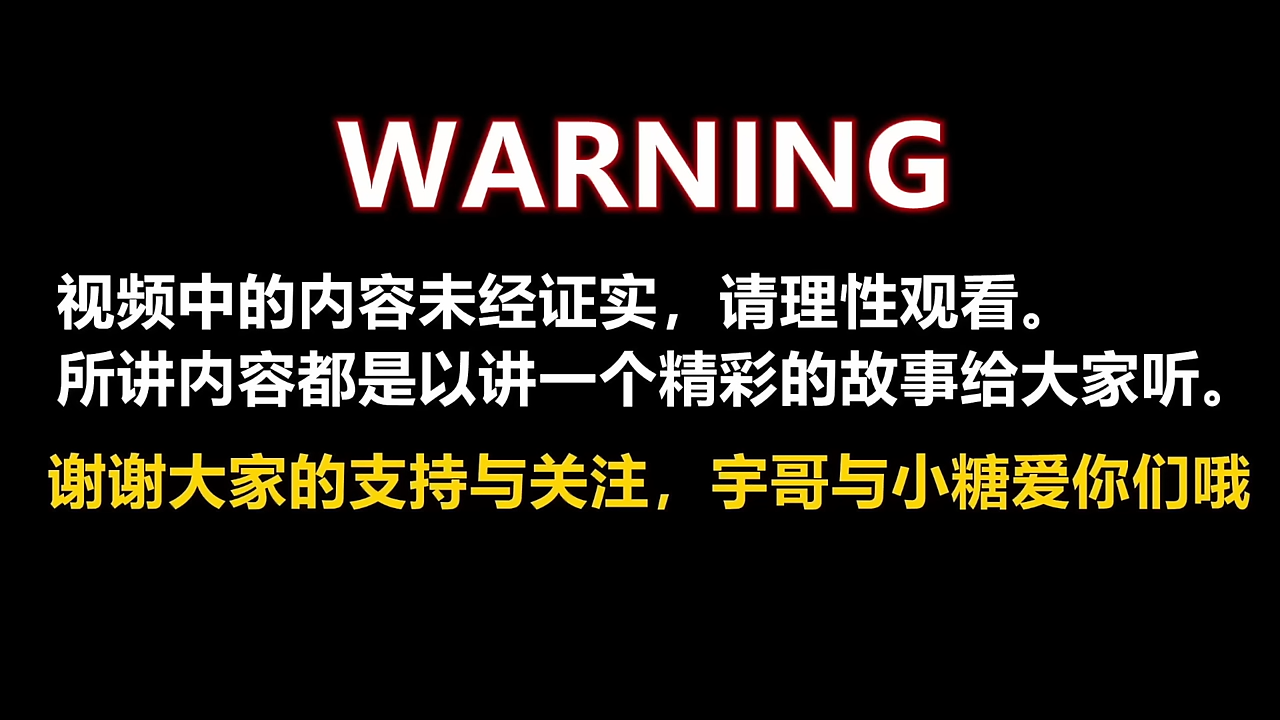 WARNING
视频中的内容未经证实，请理性观看。
所讲内容都是以讲一个精彩的故事给大家听。
谢谢大家的支持与关注，宇哥与小糖爱你们哦